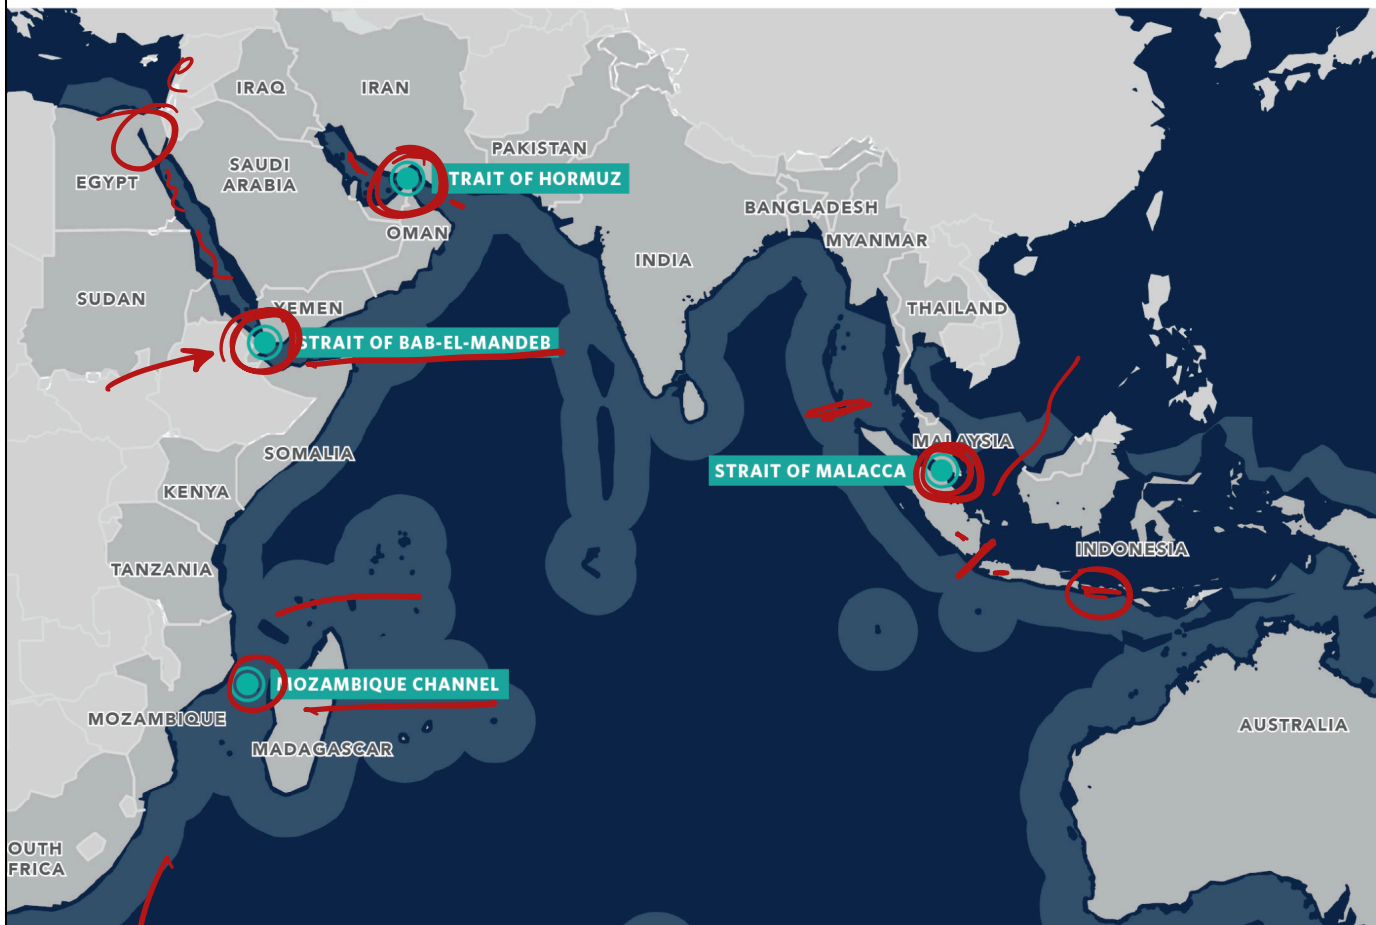 IRAQ
IRAN
PAKISTAN
SAUDI
ARABIA
EGYPT
TRAIT OF HORMUZ
BANGLADESH
OMAN
MYANMAR
INDIA
SUDAN
YEMEN
THAILAND
STRAIT OF BAB-EL-MANDEB
MALAYSIA
SOMALIA
STRAIT OF MALACCA
KENYA
INDONESIA
TANZANIA
MOZAMBIQUE CHANNEL
MOZAMBIQUE
AUSTRALIA
MADAGASCAR
OUTH
FRICA